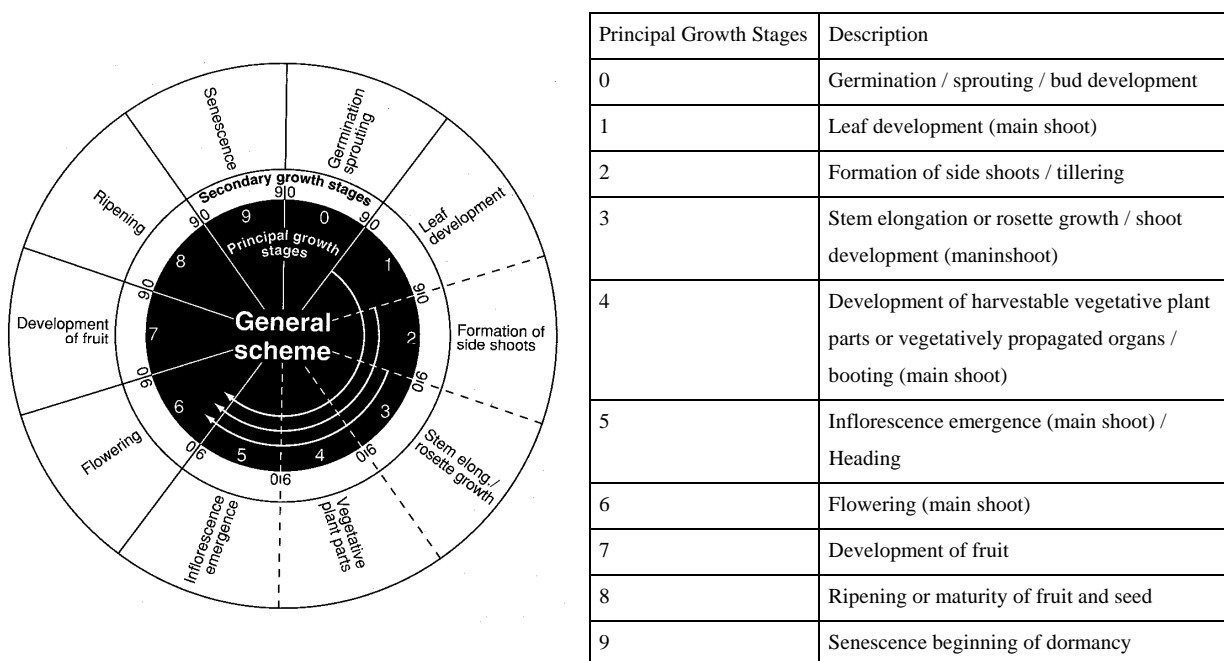 Senescence
Germination
sprouting
Leaf
development
Formation of
side shoots
Stem elong./
rosette growth
Vegetative
plant parts
Inflorescence
emergence
Flowering
Development
of fruit
Ripening
Secondary growth stages
9 0
9 0
9 0
9 0
9 0
9 0
9 0
9 0
9 0
9 0
0
1
2
3
4
5
6
7
8
9
Principal growth
stages
General
scheme
Principal Growth Stages Description
0 Germination / sprouting / bud development
1 Leaf development (main shoot)
2 Formation of side shoots / tillering
3 Stem elongation or rosette growth / shoot
development (maninshoot)
4 Development of harvestable vegetative plant
parts or vegetatively propagated organs /
booting (main shoot)
5 Inflorescence emergence (main shoot) /
Heading
6 Flowering (main shoot)
7 Development of fruit
8 Ripening or maturity of fruit and seed
9 Senescence beginning of dormancy